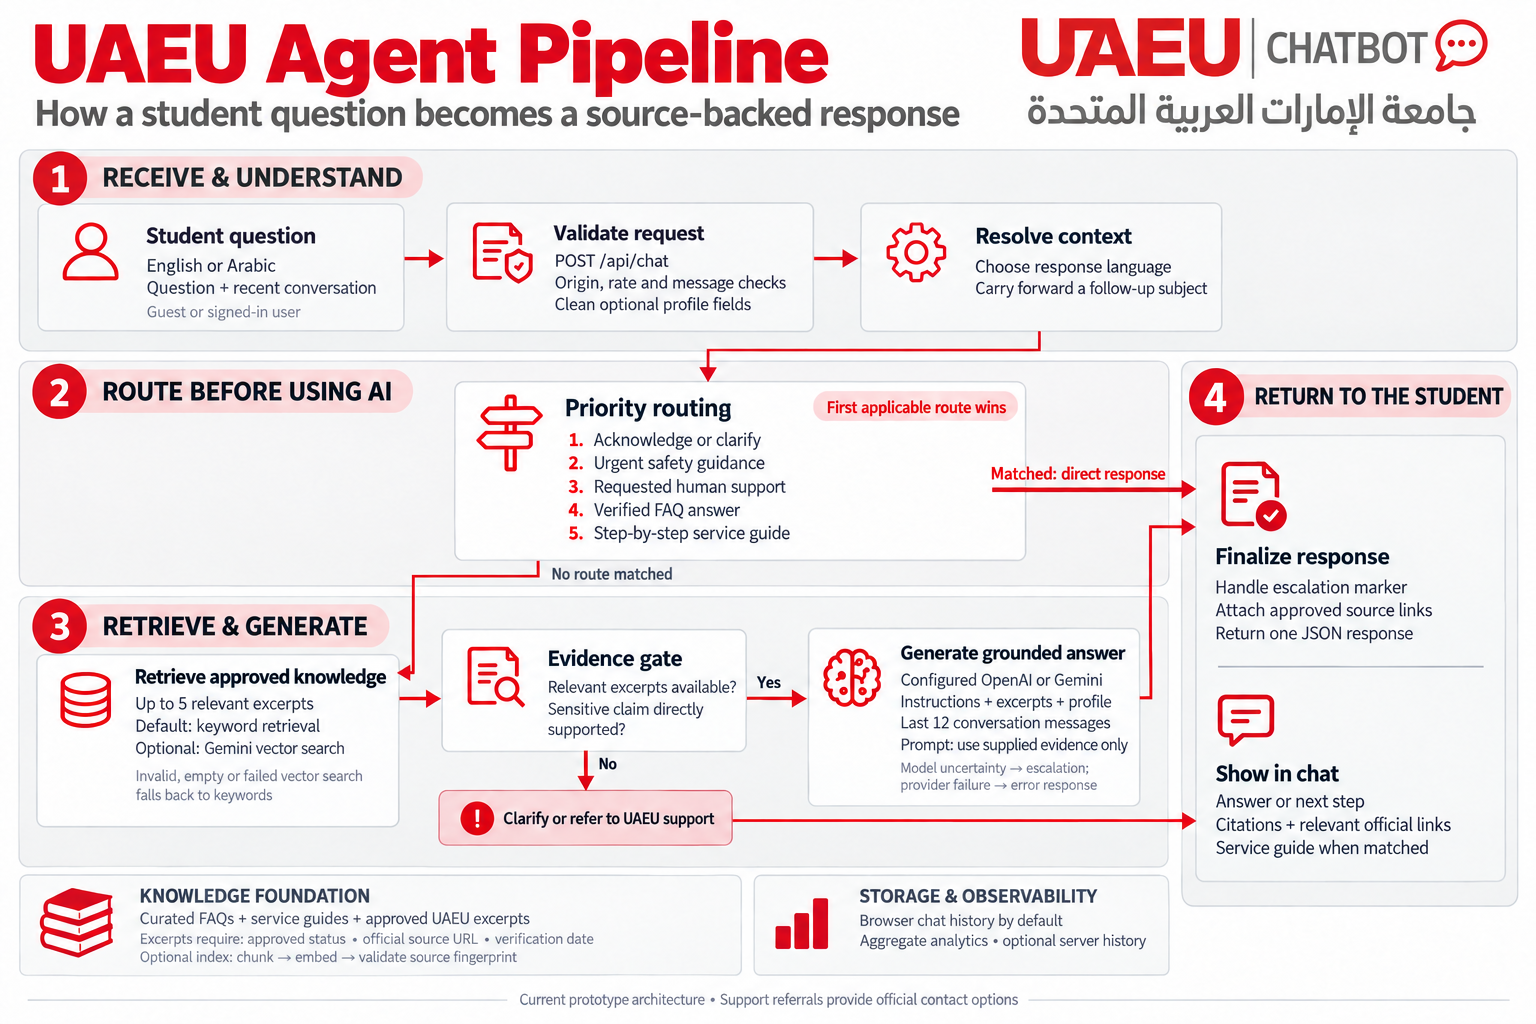 UAEU Agent Pipeline
How a student question becomes a source-backed response
UAEU | CHATBOT
جامعة الإمارات العربية المتحدة
1 RECEIVE & UNDERSTAND
Student question
English or Arabic
Question + recent conversation
Guest or signed-in user
Validate request
POST /api/chat
Origin, rate and message checks
Clean optional profile fields
Resolve context
Choose response language
Carry forward a follow-up subject
2 ROUTE BEFORE USING AI
Priority routing
First applicable route wins
1. Acknowledge or clarify
2. Urgent safety guidance
3. Requested human support
4. Verified FAQ answer
5. Step-by-step service guide
Matched: direct response
No route matched
3 RETRIEVE & GENERATE
Retrieve approved knowledge
Up to 5 relevant excerpts
Default: keyword retrieval
Optional: Gemini vector search
Invalid, empty or failed vector search
falls back to keywords
Evidence gate
Relevant excerpts available?
Sensitive claim directly
supported?
Yes
No
Clarify or refer to UAEU support
Generate grounded answer
Configured OpenAI or Gemini
Instructions + excerpts + profile
Last 12 conversation messages
Prompt: use supplied evidence only
Model uncertainty → escalation;
provider failure → error response
4 RETURN TO THE STUDENT
Finalize response
Handle escalation marker
Attach approved source links
Return one JSON response
Show in chat
Answer or next step
Citations + relevant official links
Service guide when matched
KNOWLEDGE FOUNDATION
Curated FAQs + service guides + approved UAEU excerpts
Excerpts require: approved status • official source URL • verification date
Optional index: chunk → embed → validate source fingerprint
STORAGE & OBSERVABILITY
Browser chat history by default
Aggregate analytics • optional server history
Current prototype architecture • Support referrals provide official contact options